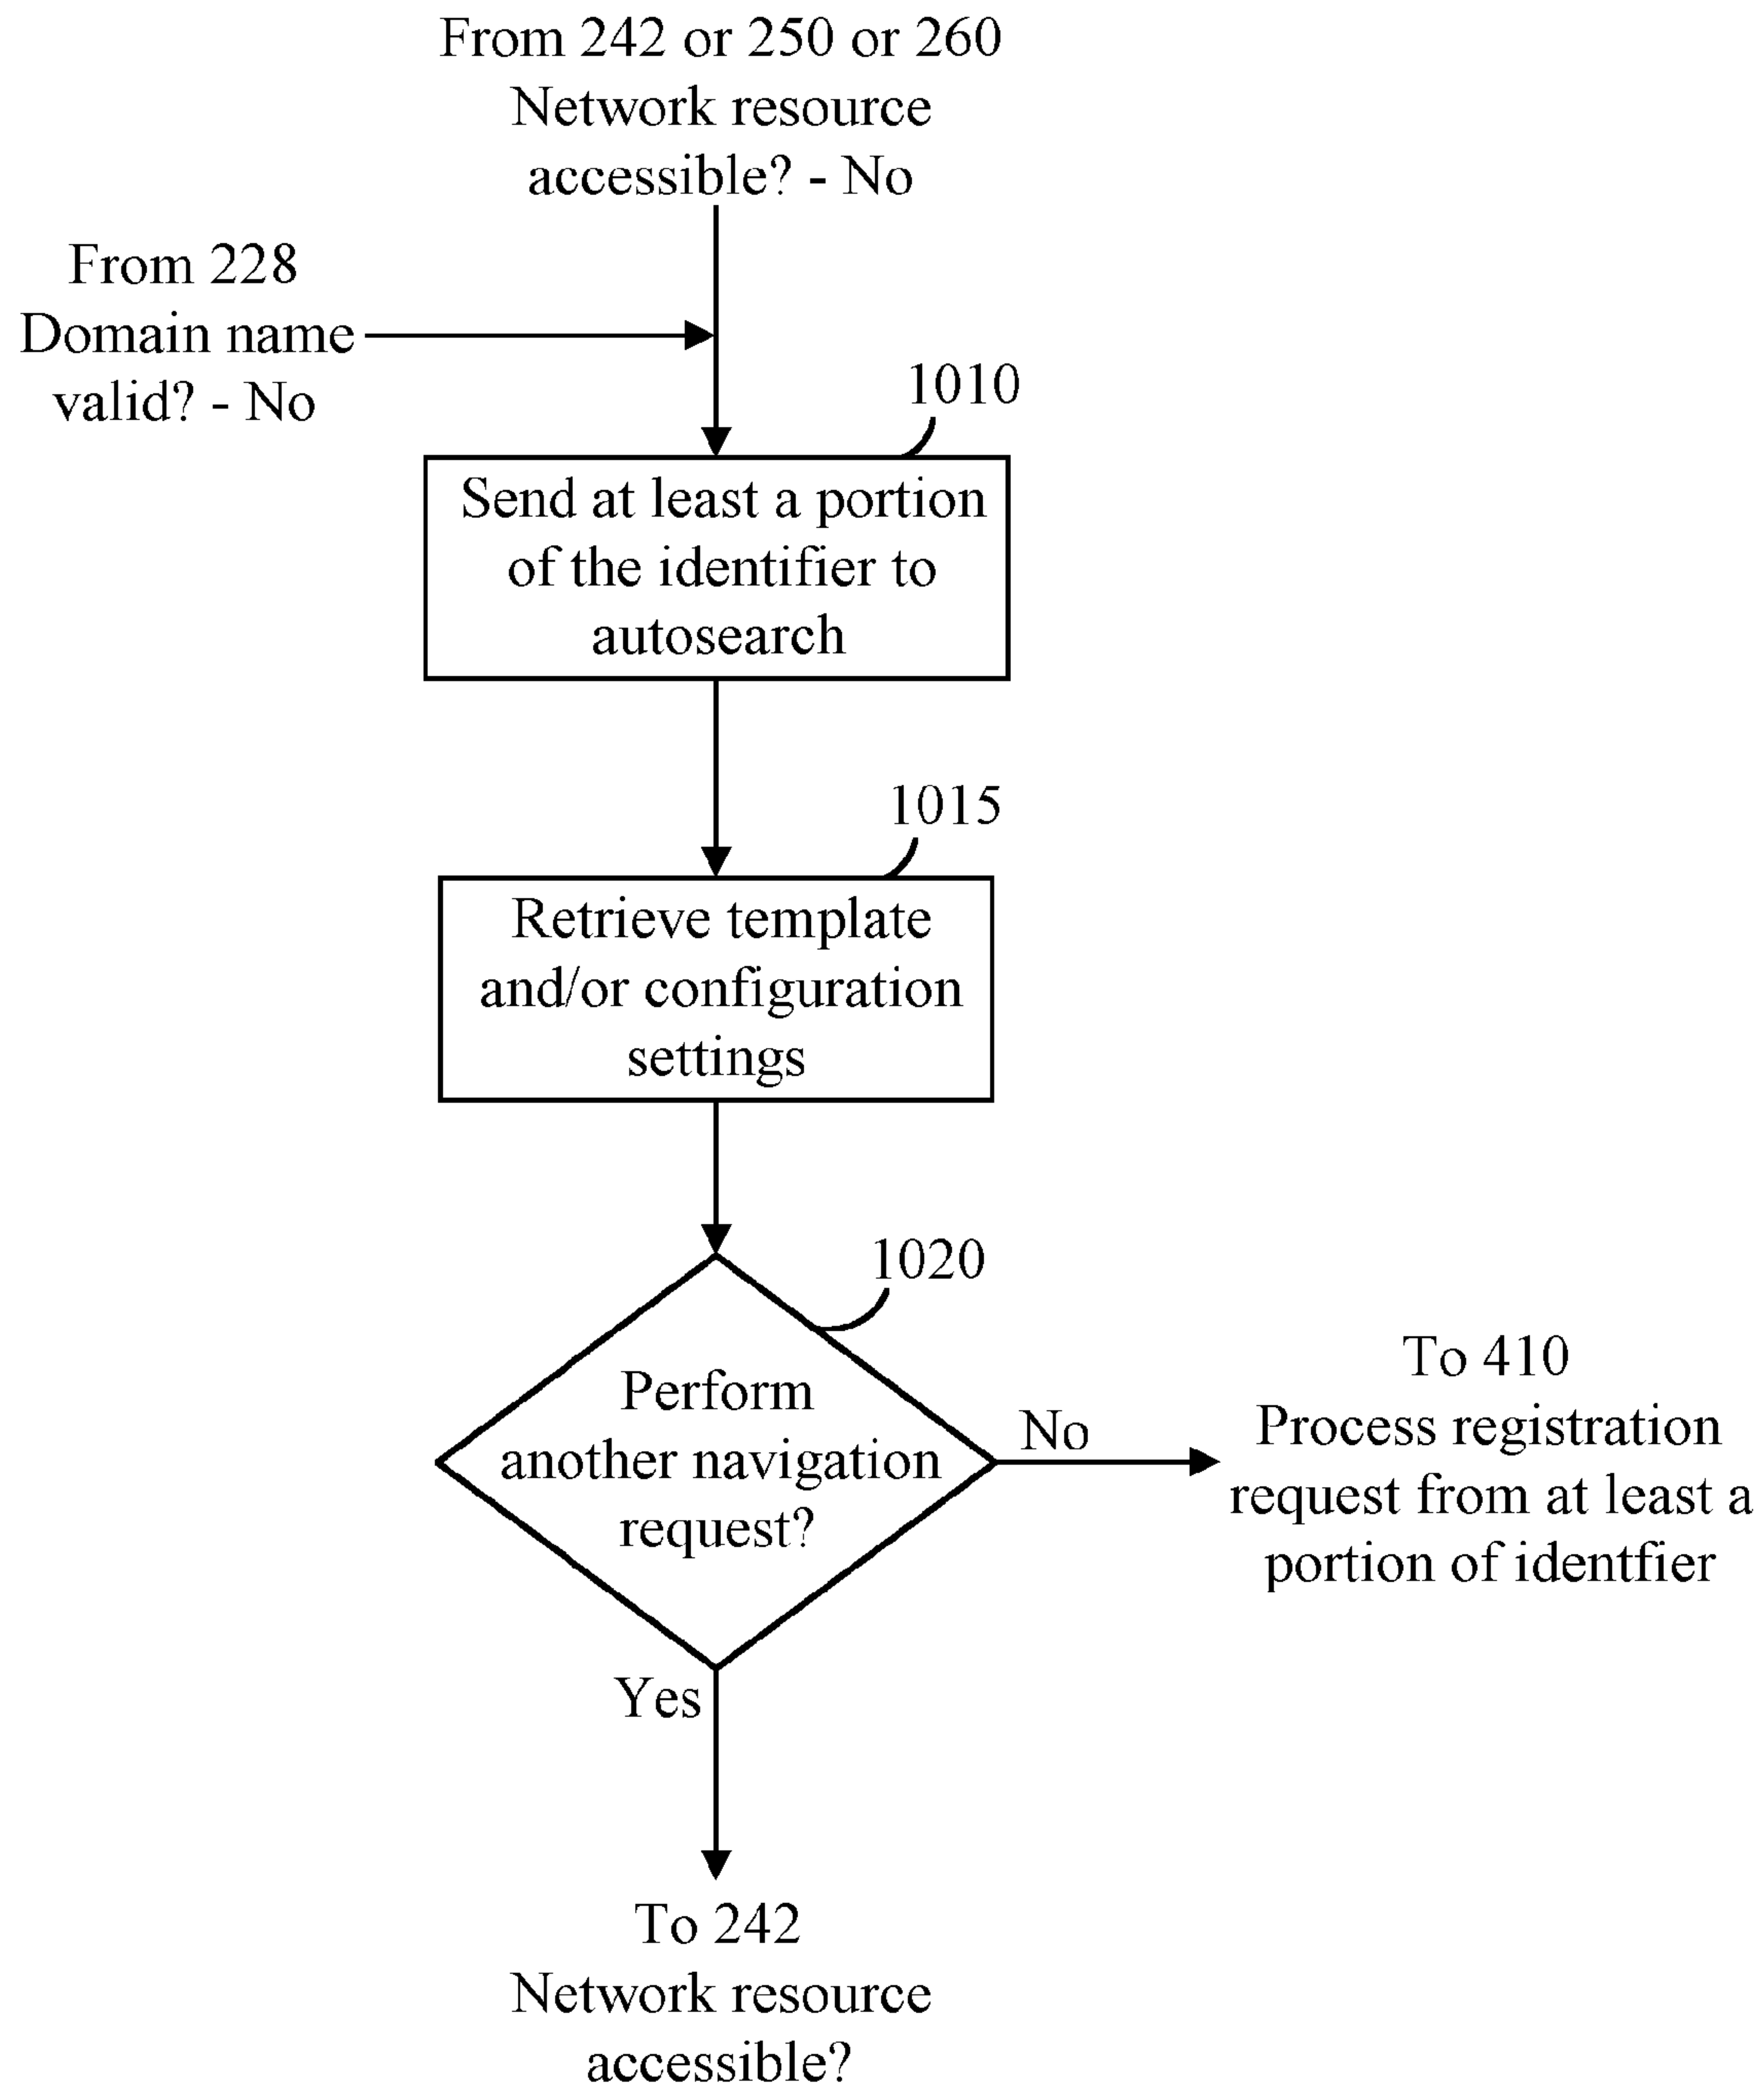 From 242 or 250 or 260
Network resource
accessible? - No
From 228
Domain name
valid? - No
1010
Send at least a portion
of the identifier to
autosearch
1015
Retrieve template
and/or configuration
settings
1020
Perform
another navigation
request?
No
To 410
Process registration
request from at least a
portion of identfier
Yes
To 242
Network resource
accessible?